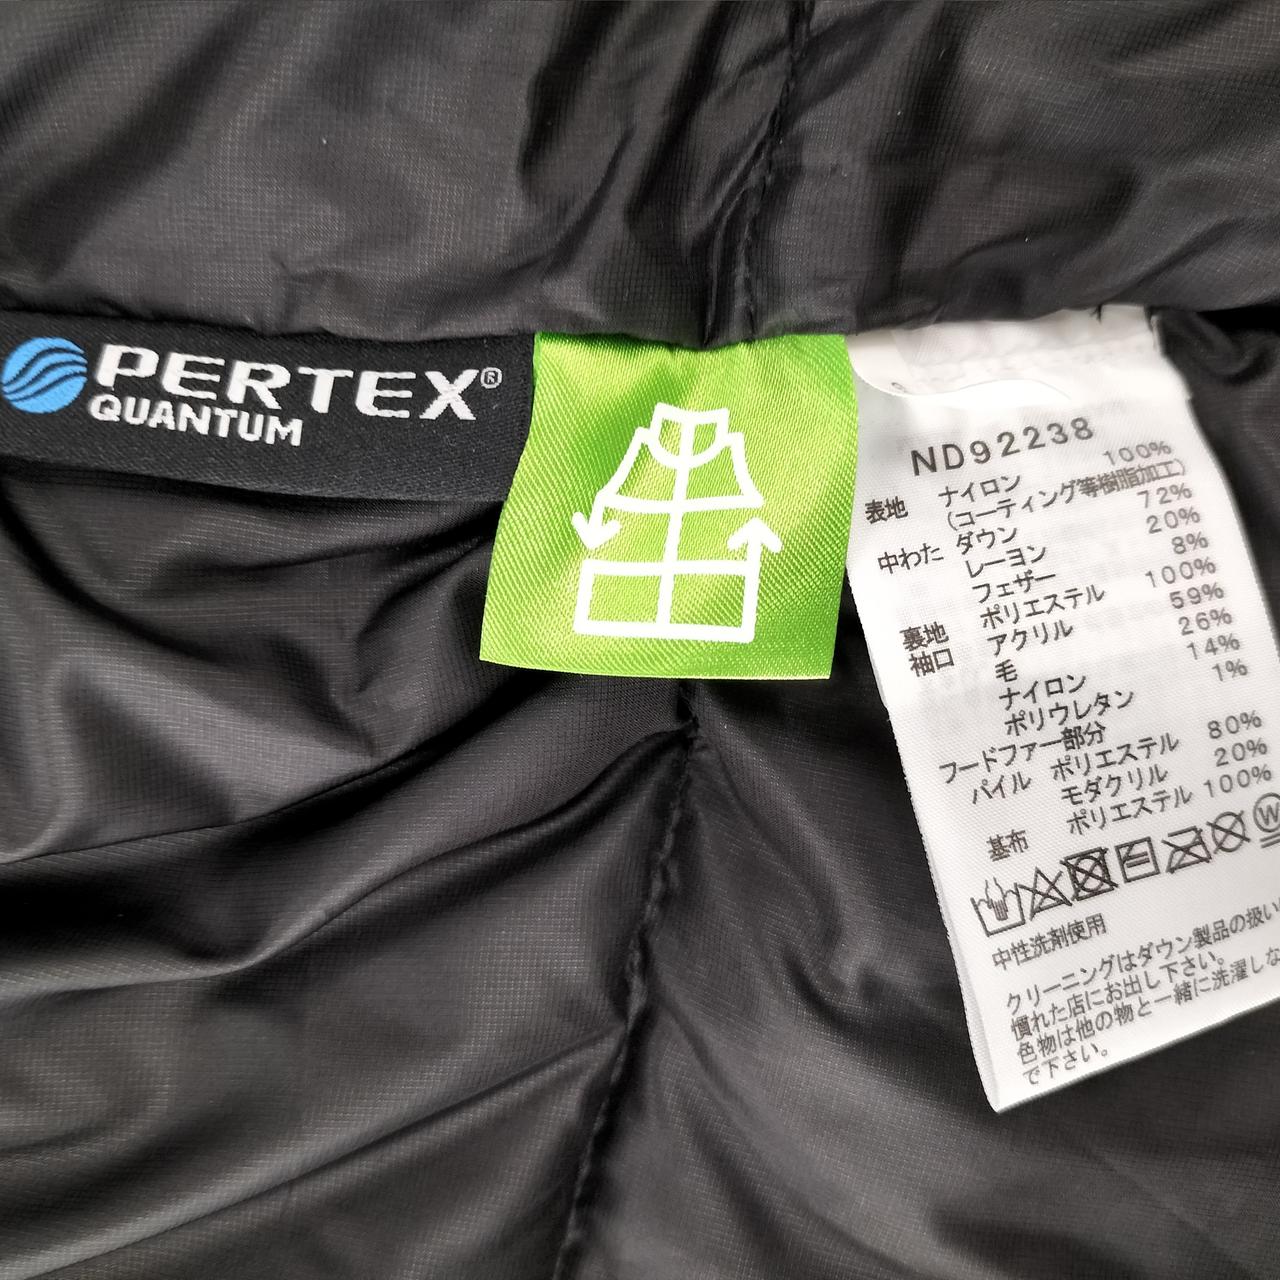 PERTEX®
QUANTUM
ND92238
表地 ナイロン 100%
(コーティング等樹脂加工)
中わた ダウン 72%
レーヨン 20%
フェザー 8%
裏地 ポリエステル 100%
袖口 アクリル 59%
毛 26%
ナイロン 14%
ポリウレタン 1%
フードファー部分
パイル ポリエステル 80%
モダクリル 20%
基布 ポリエステル 100%
W
中性洗剤使用
クリーニングはダウン製品の扱い
慣れた店にお出し下さい。
色物は他の物と一緒に洗濯しな
で下さい。